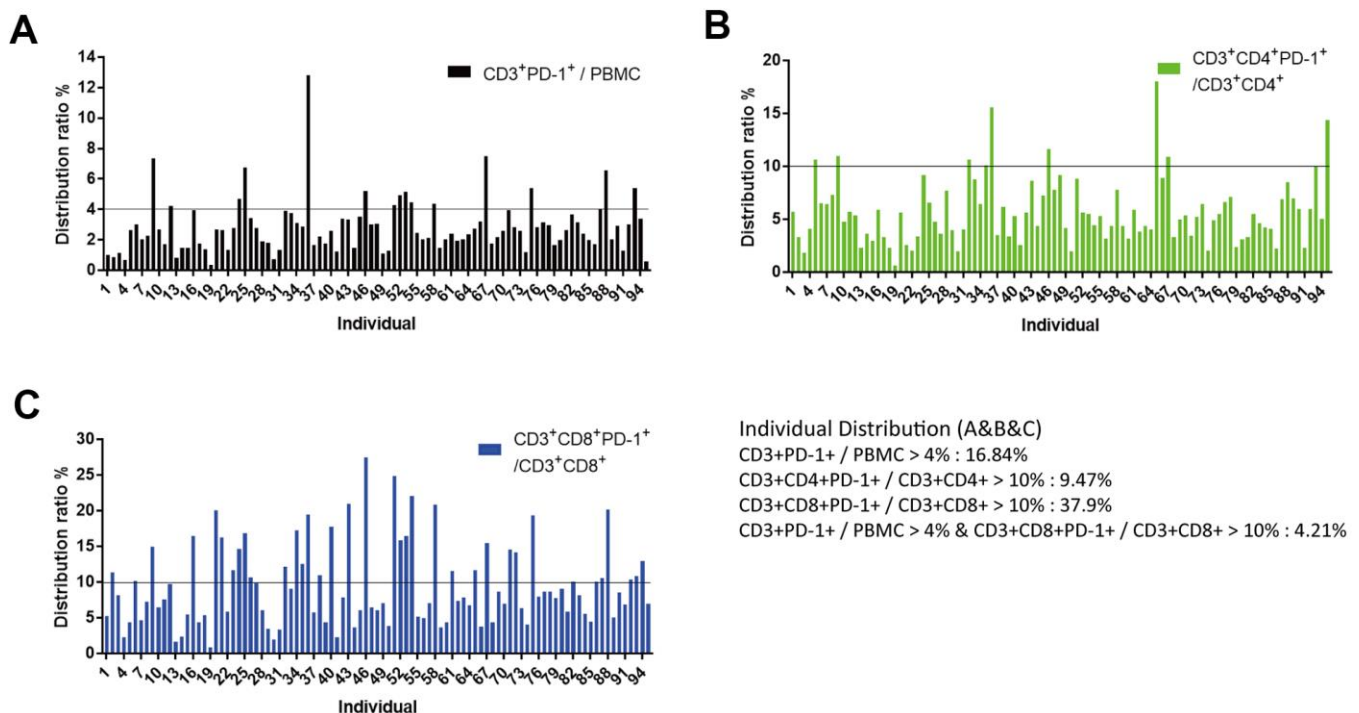 A
14
12
10
8
6
4
2
0
Distribution ratio %
CD3+PD-1+ / PBMC
1 4 7 10 13 16 19 22 25 28 31 34 37 40 43 46 49 52 55 58 61 64 67 70 73 76 79 82 85 88 91 94
Individual
B
20
15
10
5
0
Distribution ratio %
CD3+CD4+PD-1+
/CD3+CD4+
1 4 7 10 13 16 19 22 25 28 31 34 37 40 43 46 49 52 55 58 61 64 67 70 73 76 79 82 85 88 91 94
Individual
C
30
25
20
15
10
5
0
Distribution ratio %
CD3+CD8+PD-1+
/CD3+CD8+
1 4 7 10 13 16 19 22 25 28 31 34 37 40 43 46 49 52 55 58 61 64 67 70 73 76 79 82 85 88 91 94
Individual
Individual Distribution (A&B&C)
CD3+PD-1+ / PBMC > 4% : 16.84%
CD3+CD4+PD-1+ / CD3+CD4+ > 10% : 9.47%
CD3+CD8+PD-1+ / CD3+CD8+ > 10% : 37.9%
CD3+PD-1+ / PBMC > 4% & CD3+CD8+PD-1+ / CD3+CD8+ > 10% : 4.21%